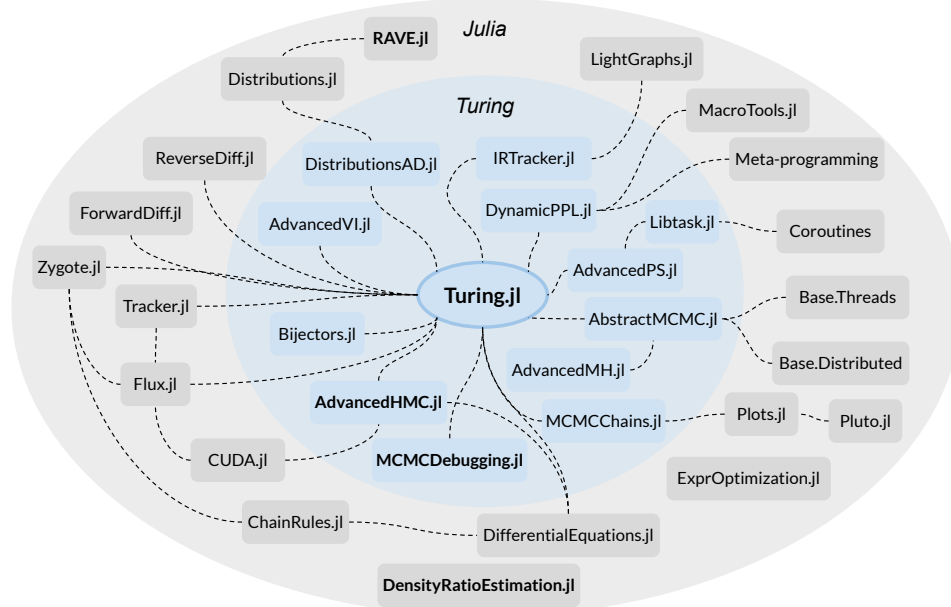 Julia
RAVE.jl
LightGraphs.jl
Distributions.jl
Turing
MacroTools.jl
ReverseDiff.jl
DistributionsAD.jl
IRTracker.jl
Meta-programming
ForwardDiff.jl
AdvancedVI.jl
DynamicPPL.jl
Libtask.jl
Coroutines
Zygote.jl
AdvancedPS.jl
Tracker.jl
Turing.jl
Base.Threads
Bijectors.jl
AbstractMCMC.jl
Flux.jl
AdvancedMH.jl
Base.Distributed
AdvancedHMC.jl
MCMCChains.jl
Plots.jl
Pluto.jl
CUDA.jl
MCMCDebugging.jl
ExprOptimization.jl
ChainRules.jl
DifferentialEquations.jl
DensityRatioEstimation.jl